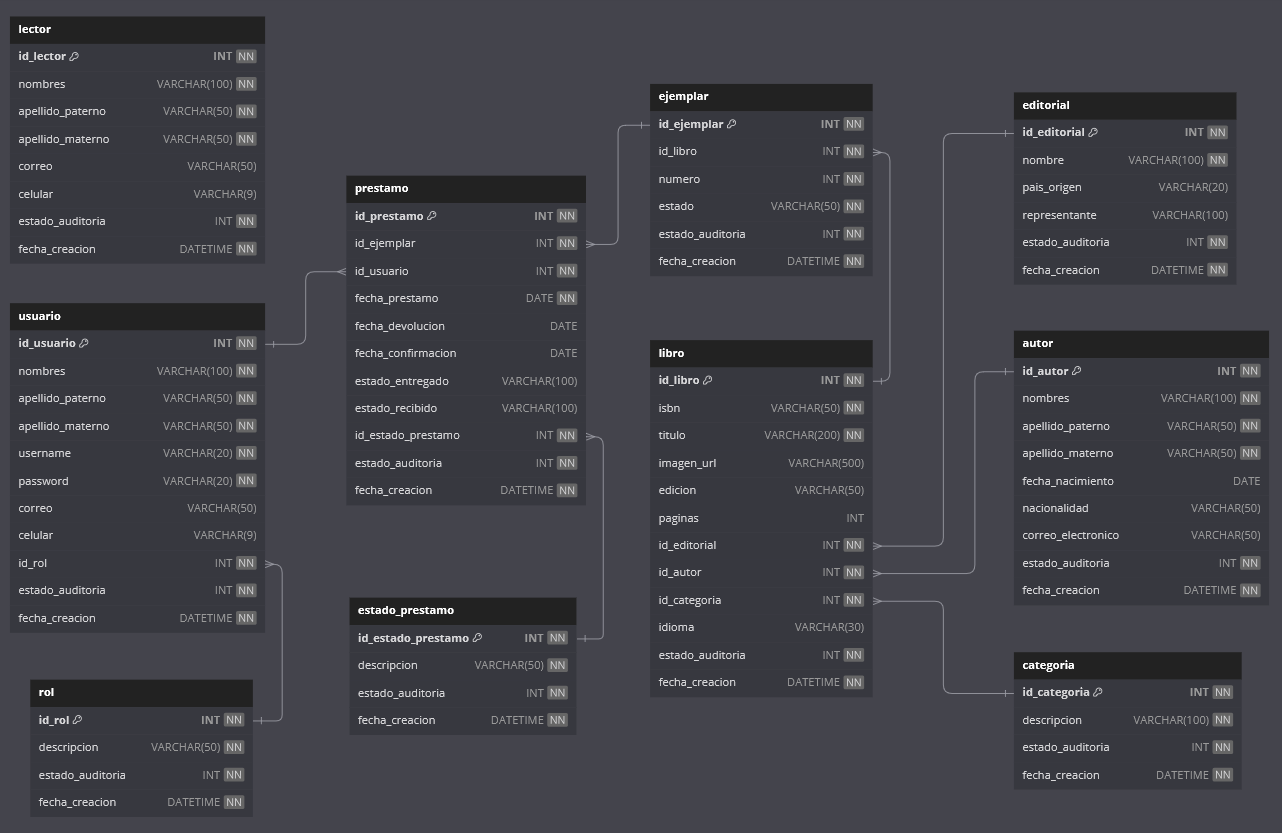 lector
id_lector INT NN
nombres VARCHAR(100) NN
apellido_paterno VARCHAR(50) NN
apellido_materno VARCHAR(50) NN
correo VARCHAR(50)
celular VARCHAR(9)
estado_auditoria INT NN
fecha_creacion DATETIME NN
usuario
id_usuario INT NN
nombres VARCHAR(100) NN
apellido_paterno VARCHAR(50) NN
apellido_materno VARCHAR(50) NN
username VARCHAR(20) NN
password VARCHAR(20) NN
correo VARCHAR(50)
celular VARCHAR(9)
id_rol INT NN
estado_auditoria INT NN
fecha_creacion DATETIME NN
rol
id_rol INT NN
descripcion VARCHAR(50) NN
estado_auditoria INT NN
fecha_creacion DATETIME NN
prestamo
id_prestamo INT NN
id_ejemplar INT NN
id_usuario INT NN
fecha_prestamo DATE NN
fecha_devolucion DATE
fecha_confirmacion DATE
estado_entregado VARCHAR(100)
estado_recibido VARCHAR(100)
id_estado_prestamo INT NN
estado_auditoria INT NN
fecha_creacion DATETIME NN
estado_prestamo
id_estado_prestamo INT NN
descripcion VARCHAR(50) NN
estado_auditoria INT NN
fecha_creacion DATETIME NN
ejemplar
id_ejemplar INT NN
id_libro INT NN
numero INT NN
estado VARCHAR(50) NN
estado_auditoria INT NN
fecha_creacion DATETIME NN
libro
id_libro INT NN
isbn VARCHAR(50) NN
titulo VARCHAR(200) NN
imagen_url VARCHAR(500)
edicion VARCHAR(50)
paginas INT
id_editorial INT NN
id_autor INT NN
id_categoria INT NN
idioma VARCHAR(30)
estado_auditoria INT NN
fecha_creacion DATETIME NN
editorial
id_editorial INT NN
nombre VARCHAR(100) NN
pais_origen VARCHAR(20)
representante VARCHAR(100)
estado_auditoria INT NN
fecha_creacion DATETIME NN
autor
id_autor INT NN
nombres VARCHAR(100) NN
apellido_paterno VARCHAR(50) NN
apellido_materno VARCHAR(50) NN
fecha_nacimiento DATE
nacionalidad VARCHAR(50)
correo_electronico VARCHAR(50)
estado_auditoria INT NN
fecha_creacion DATETIME NN
categoria
id_categoria INT NN
descripcion VARCHAR(100) NN
estado_auditoria INT NN
fecha_creacion DATETIME NN